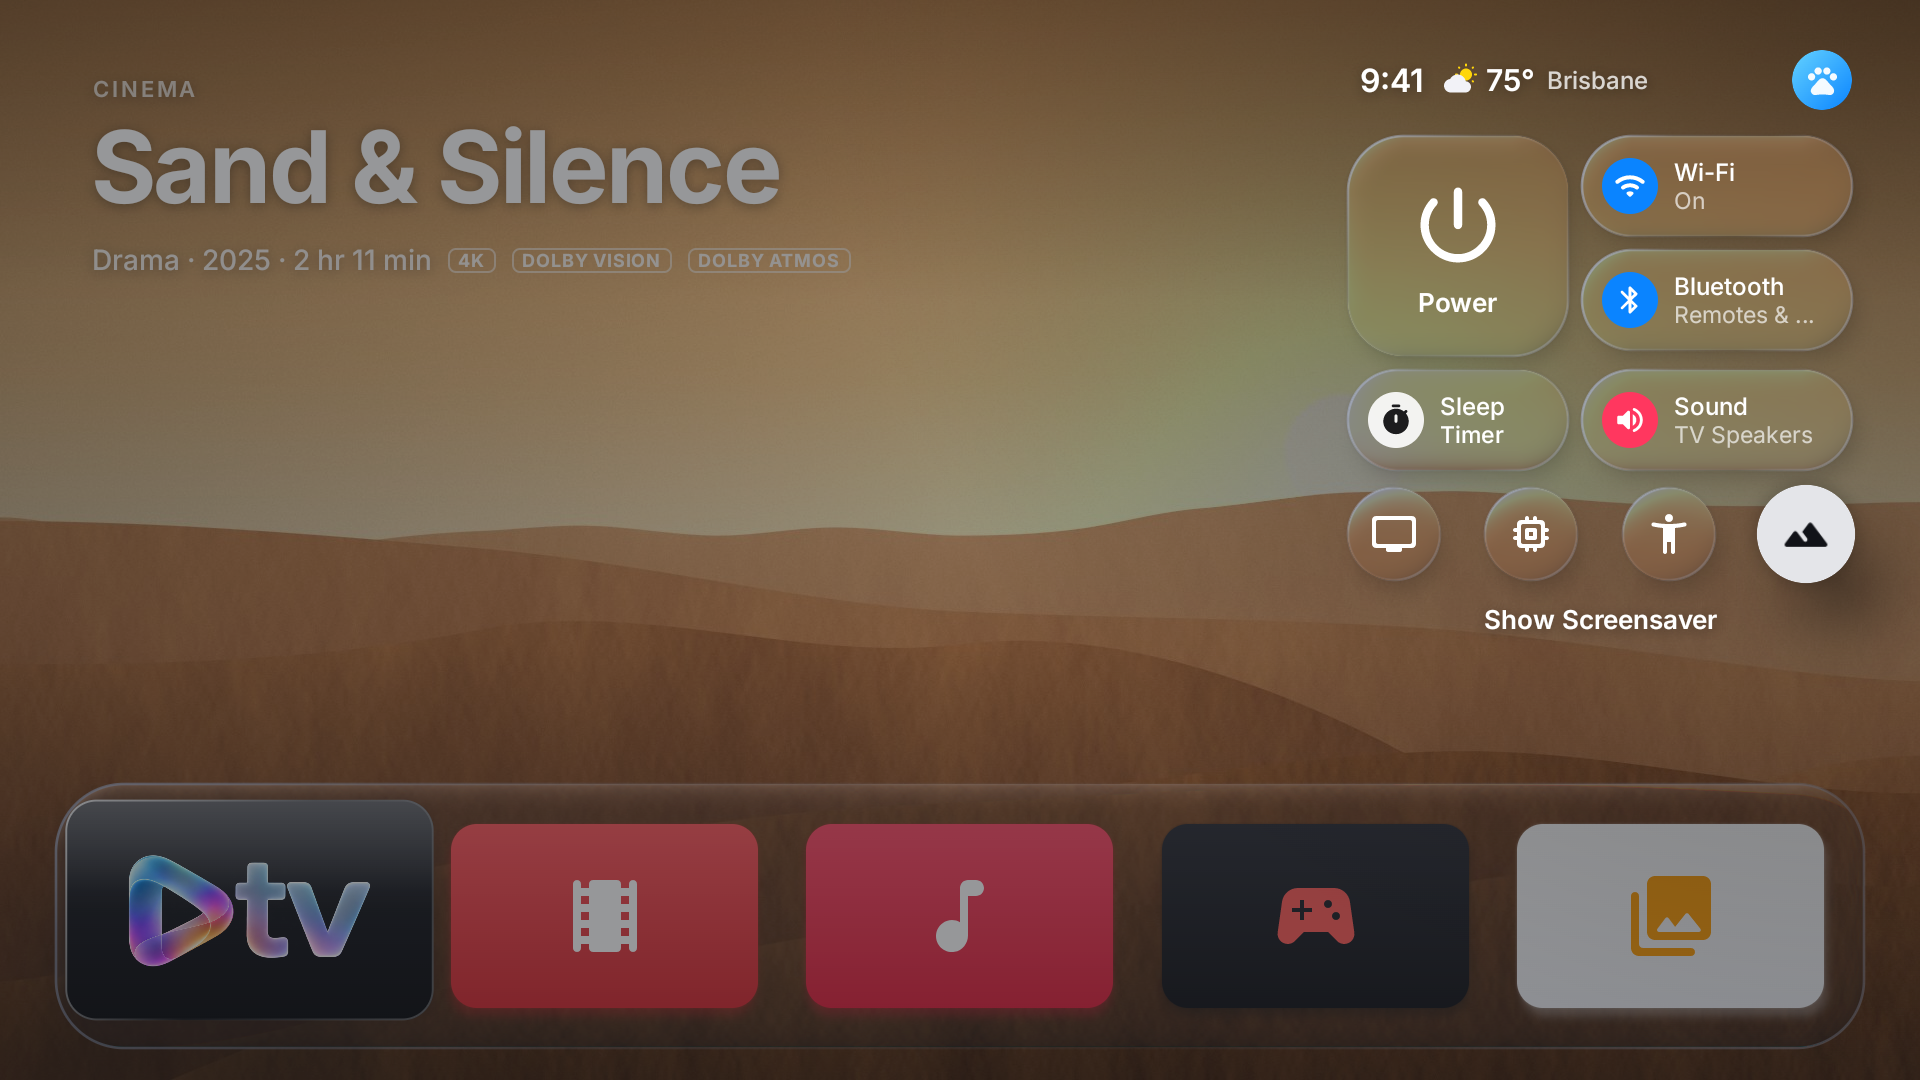 CINEMA
Sand & Silence
Drama · 2025 · 2 hr 11 min 4K DOLBY VISION DOLBY ATMOS
9:41 75° Brisbane
Power
Wi-Fi
On
Bluetooth
Remotes & ...
Sleep
Timer
Sound
TV Speakers
Show Screensaver
tv